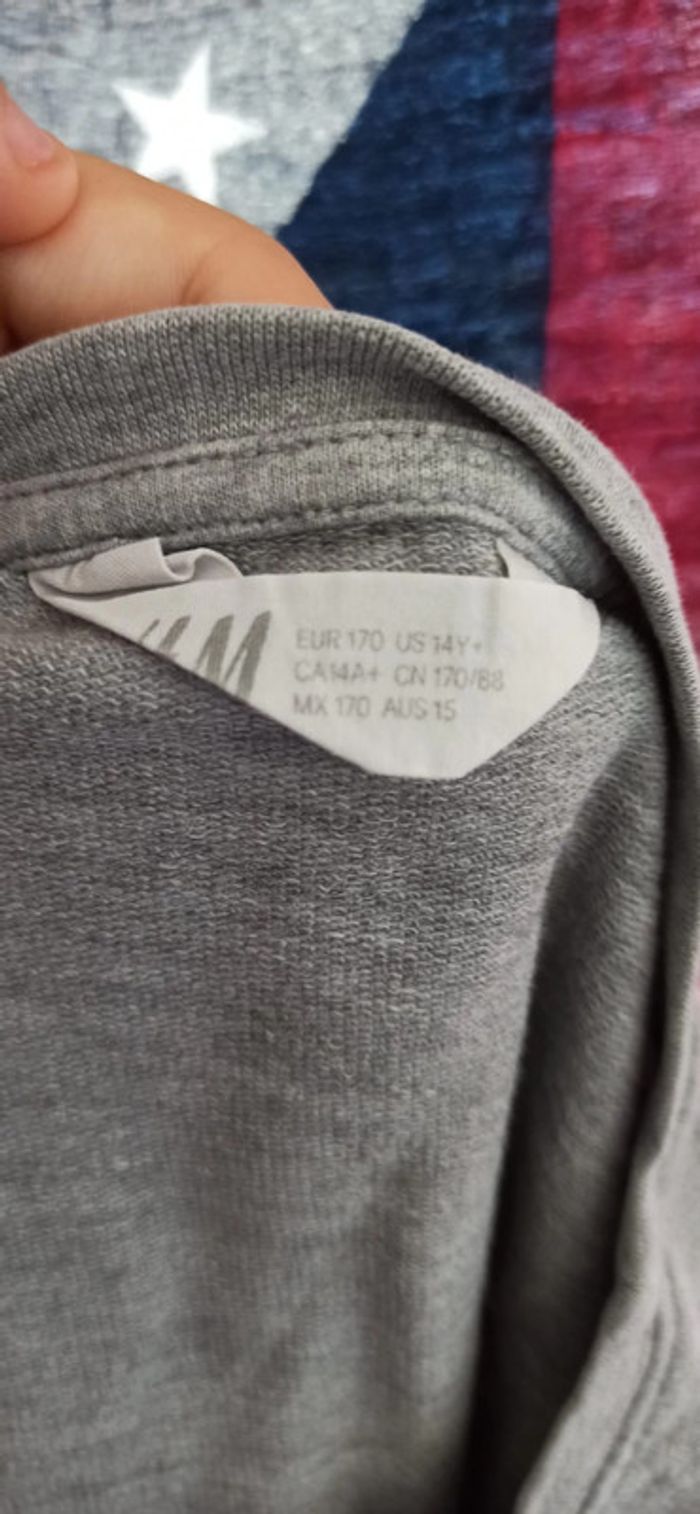 H&M
EUR 170 US 14Y+
CA14A+ CN 170/88
MX 170 AUS 15